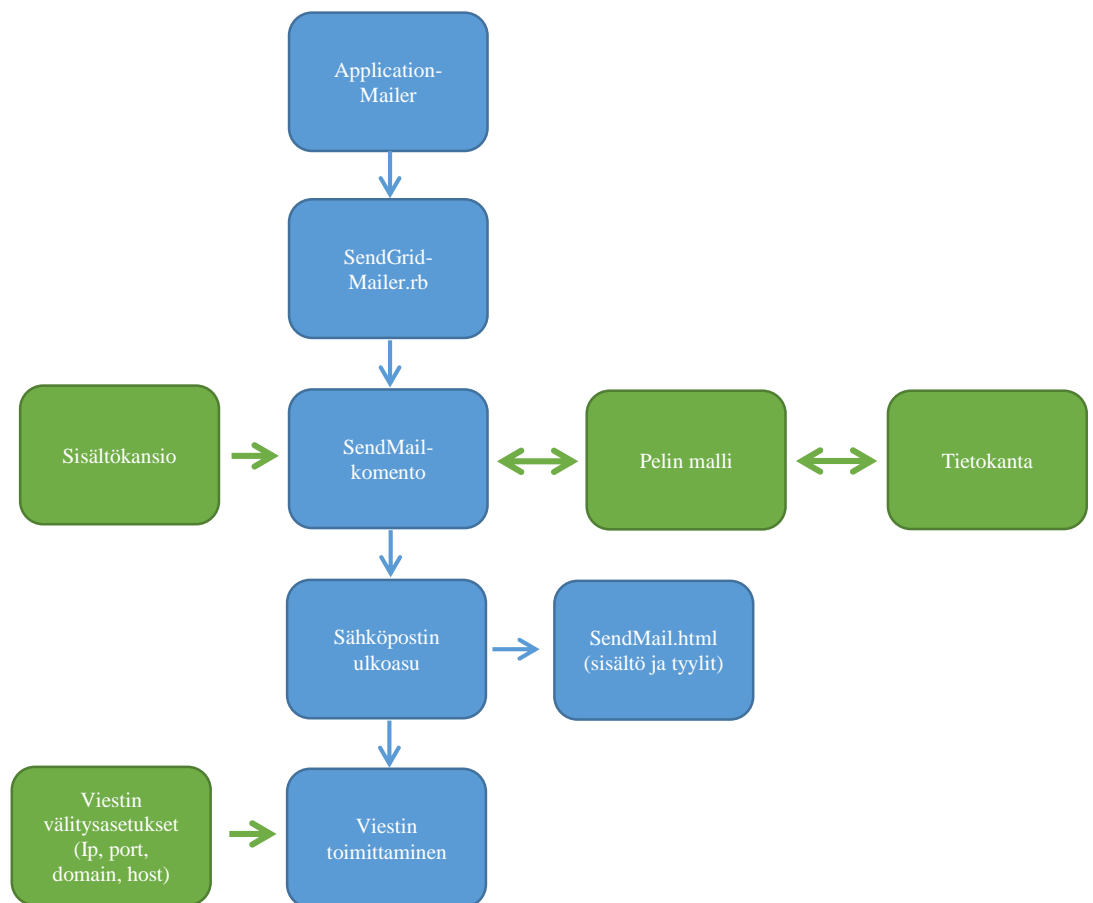 Application-
Mailer
SendGrid-
Mailer.rb
Sisältökansio
SendMail-
komento
Pelin malli
Tietokanta
Sähköpostin
ulkoasu
SendMail.html
(sisältö ja tyylit)
Viestin
välitysasetukset
(Ip, port,
domain, host)
Viestin
toimittaminen